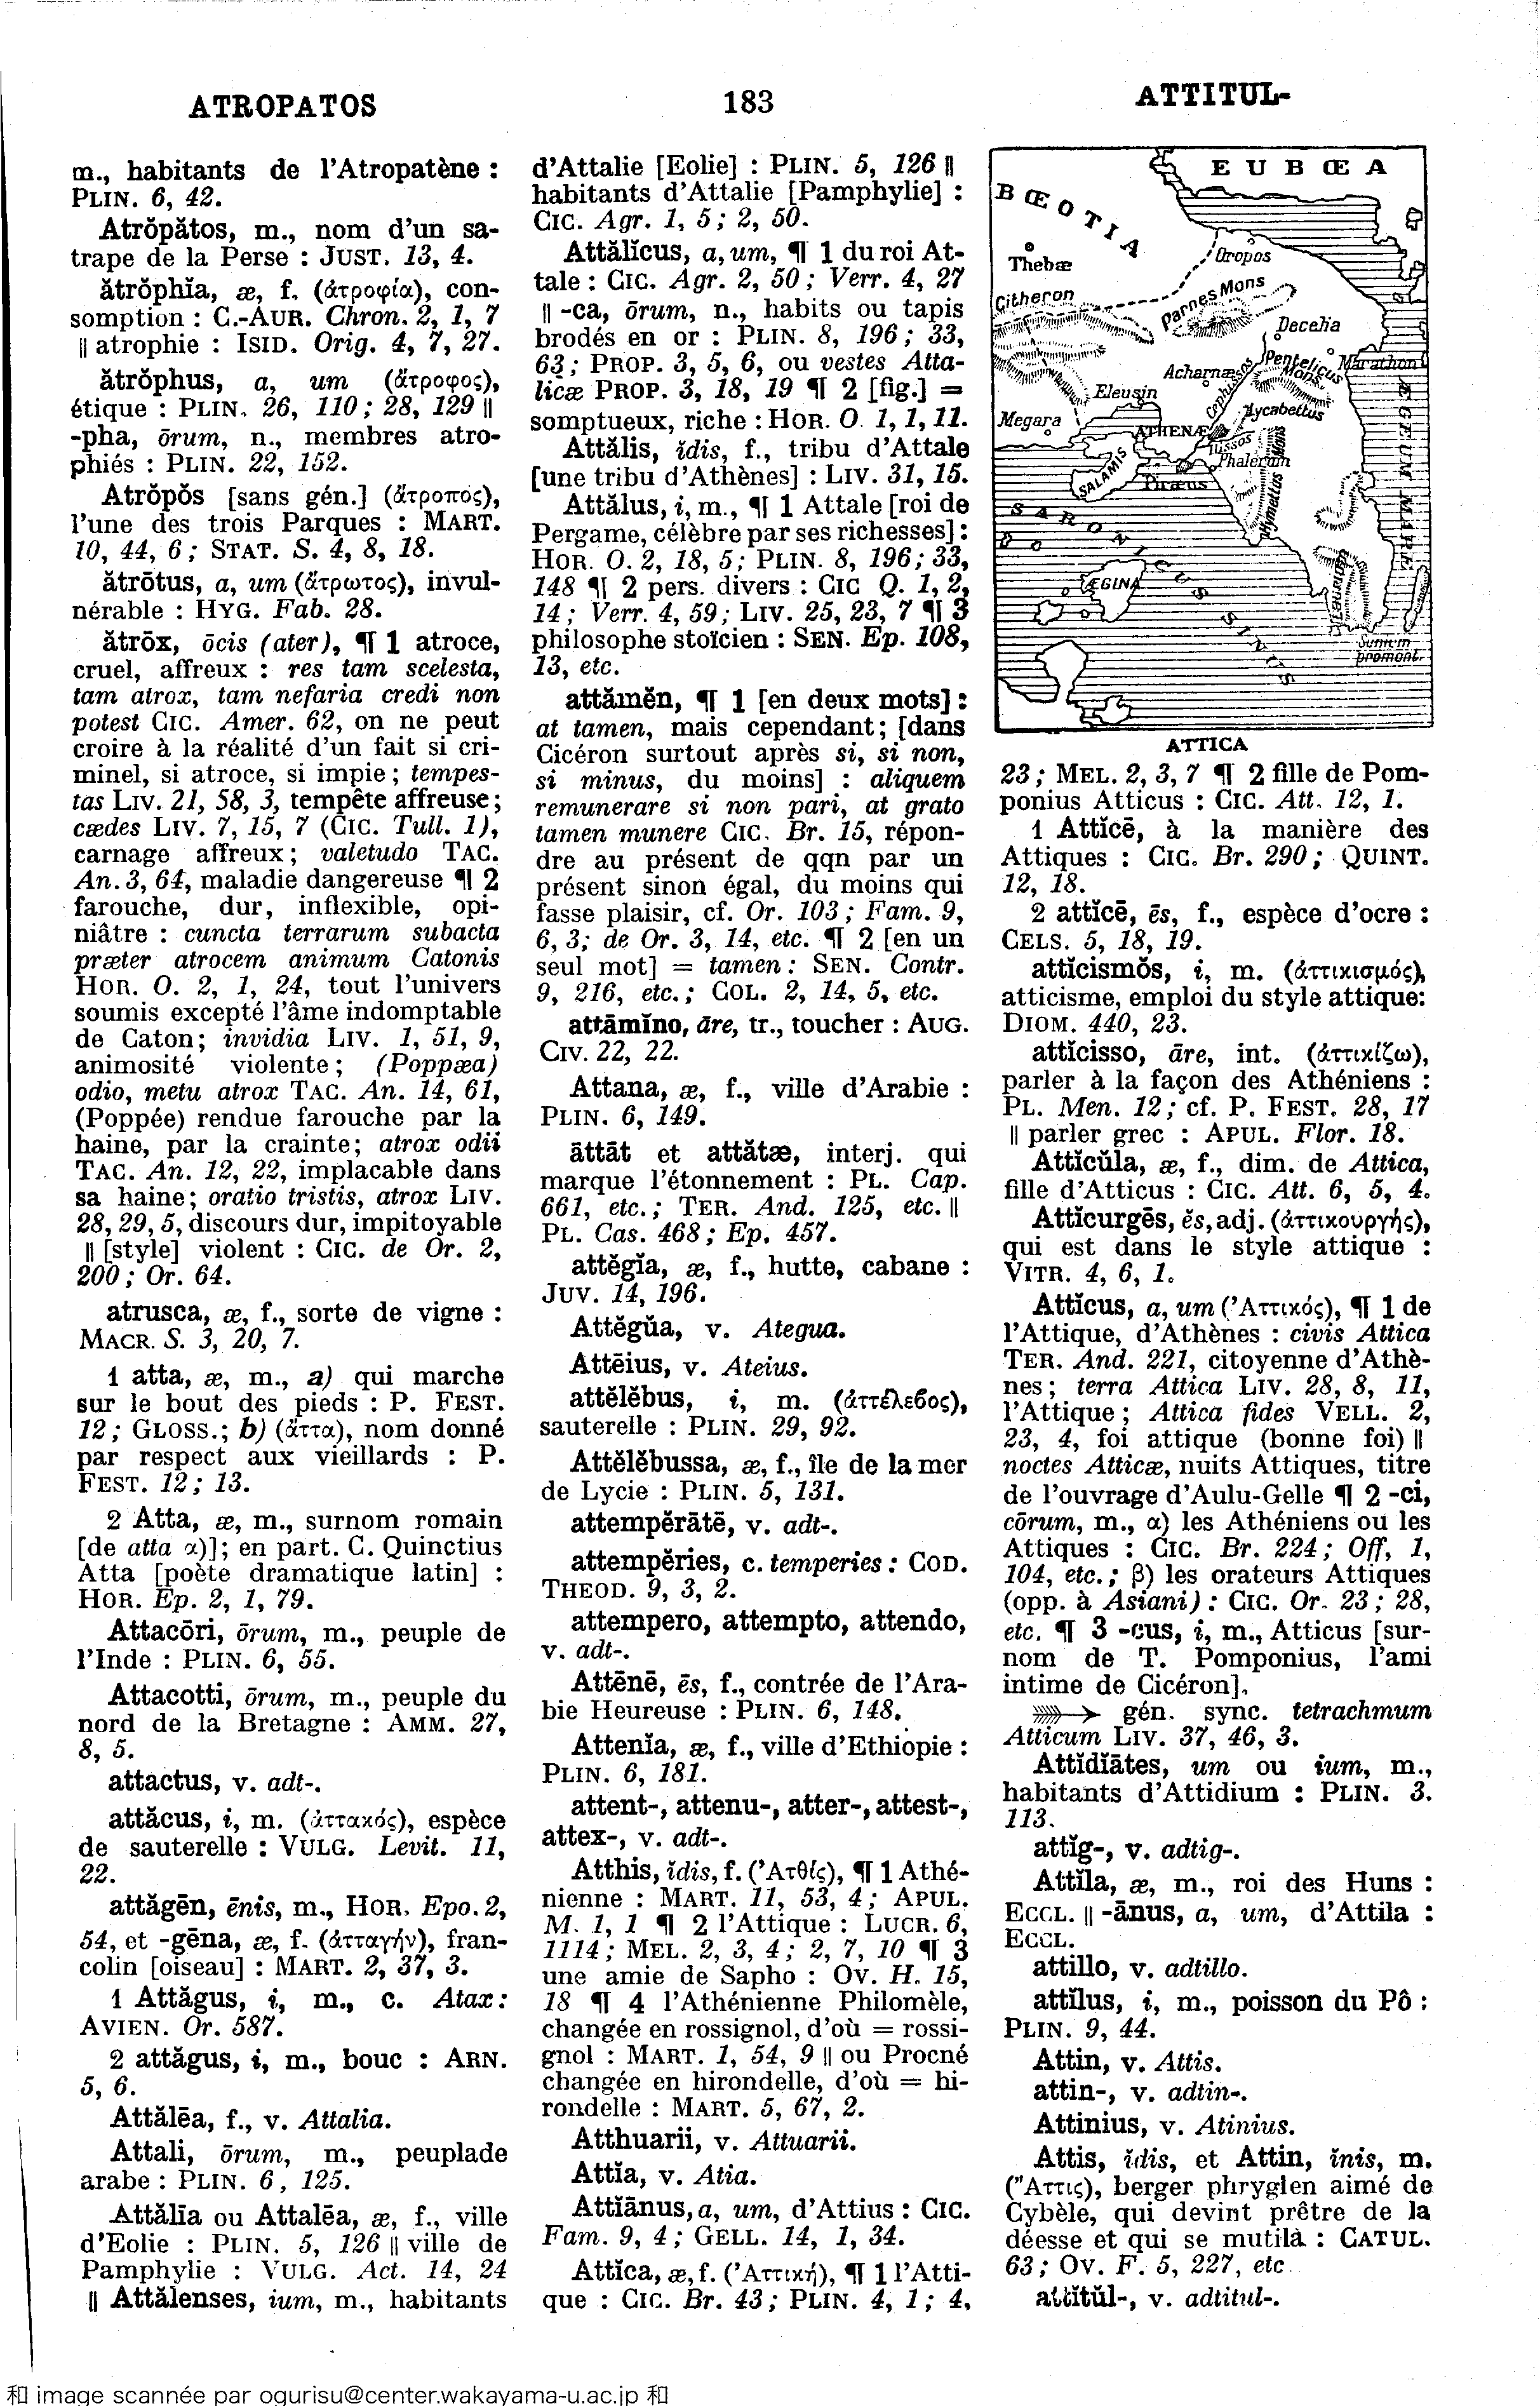 ATROPATOS
183
ATTITUL-
m., habitants de l'Atropatène :
PLIN. 6, 42.
Atrŏpătos, m., nom d'un sa-
trape de la Perse : JUST. 13, 4.
ătrŏphĭa, æ, f. (ἀτροφία), con-
somption : C.-AUR. Chron. 2, 1, 7
|| atrophie : ISID. Orig. 4, 7, 27.
ătrŏphus, a, um (ἄτροφος),
étique : PLIN. 26, 110 ; 28, 129 ||
-pha, ōrum, n., membres atro-
phiés : PLIN. 22, 152.
Atrŏpŏs [sans gén.] (ἄτροπος),
l'une des trois Parques : MART.
10, 44, 6 ; STAT. S. 4, 8, 18.
ătrōtus, a, um (ἄτρωτος), invul-
nérable : HYG. Fab. 28.
ătrōx, ōcis (ater), ¶ 1 atroce,
cruel, affreux : res tam scelesta,
tam atrox, tam nefaria credi non
potest CIC. Amer. 62, on ne peut
croire à la réalité d'un fait si cri-
minel, si atroce, si impie ; tempes-
tas LIV. 21, 58, 3, tempête affreuse ;
cædes LIV. 7, 15, 7 (CIC. Tull. 1),
carnage affreux ; valetudo TAC.
An. 3, 64, maladie dangereuse ¶ 2
farouche, dur, inflexible, opi-
niâtre : cuncta terrarum subacta
præter atrocem animum Catonis
HOR. O. 2, 1, 24, tout l'univers
soumis excepté l'âme indomptable
de Caton ; invidia LIV. 1, 51, 9,
animosité violente ; (Poppæa)
odio, metu atrox TAC. An. 14, 61,
(Poppée) rendue farouche par la
haine, par la crainte ; atrox odii
TAC. An. 12, 22, implacable dans
sa haine ; oratio tristis, atrox LIV.
28, 29, 5, discours dur, impitoyable
|| [style] violent : CIC. de Or. 2,
200 ; Or. 64.
atrusca, æ, f., sorte de vigne :
MACR. S. 3, 20, 7.
1 atta, æ, m., a) qui marche
sur le bout des pieds : P. FEST.
12 ; GLOSS. ; b) (ἄττα), nom donné
par respect aux vieillards : P.
FEST. 12 ; 13.
2 Atta, æ, m., surnom romain
[de atta α)] ; en part. C. Quinctius
Atta [poète dramatique latin] :
HOR. Ep. 2, 1, 79.
Attacōri, ōrum, m., peuple de
l'Inde : PLIN. 6, 55.
Attacotti, ōrum, m., peuple du
nord de la Bretagne : AMM. 27,
8, 5.
attactus, v. adt-.
attăcus, i, m. (ἀττακός), espèce
de sauterelle : VULG. Levit. 11,
22.
attăgēn, ēnis, m., HOR. Epo. 2,
54, et -gēna, æ, f. (ἀτταγήν), fran-
colin [oiseau] : MART. 2, 37, 3.
1 Attăgus, i, m., c. Atax :
AVIEN. Or. 587.
2 attăgus, i, m., bouc : ARN.
5, 6.
Attălēa, f., v. Attalia.
Attali, ōrum, m., peuplade
arabe : PLIN. 6, 125.
Attălīa ou Attalēa, æ, f., ville
d'Eolie : PLIN. 5, 126 || ville de
Pamphylie : VULG. Act. 14, 24
|| Attălenses, ium, m., habitants
d'Attalie [Eolie] : PLIN. 5, 126 ||
habitants d'Attalie [Pamphylie] :
CIC. Agr. 1, 5 ; 2, 50.
Attălĭcus, a, um, ¶ 1 du roi At-
tale : CIC. Agr. 2, 50 ; Verr. 4, 27
|| -ca, ōrum, n., habits ou tapis
brodés en or : PLIN. 8, 196 ; 33,
63 ; PROP. 3, 5, 6, ou vestes Atta-
licæ PROP. 3, 18, 19 ¶ 2 [fig.] =
somptueux, riche : HOR. O. 1, 1, 11.
Attălis, ĭdis, f., tribu d'Attale
[une tribu d'Athènes] : LIV. 31, 15.
Attălus, i, m., ¶ 1 Attale [roi de
Pergame, célèbre par ses richesses] :
HOR. O. 2, 18, 5 ; PLIN. 8, 196 ; 33,
148 ¶ 2 pers. divers : CIC Q. 1, 2,
14 ; Verr. 4, 59 ; LIV. 25, 23, 7 ¶ 3
philosophe stoïcien : SEN. Ep. 108,
13, etc.
attămĕn, ¶ 1 [en deux mots] :
at tamen, mais cependant ; [dans
Cicéron surtout après si, si non,
si minus, du moins] : aliquem
remunerare si non pari, at grato
tamen munere CIC. Br. 15, répon-
dre au présent de qqn par un
présent sinon égal, du moins qui
fasse plaisir, cf. Or. 103 ; Fam. 9,
6, 3; de Or. 3, 14, etc. ¶ 2 [en un
seul mot] = tamen : SEN. Contr.
9, 216, etc. ; COL. 2, 14, 5, etc.
attāmĭno, āre, tr., toucher : AUG.
CIV. 22, 22.
Attana, æ, f., ville d'Arabie :
PLIN. 6, 149.
āttāt et attătæ, interj. qui
marque l'étonnement : PL. Cap.
661, etc. ; TER. And. 125, etc. ||
PL. Cas. 468 ; Ep. 457.
attĕgĭa, æ, f., hutte, cabane :
JUV. 14, 196.
Attĕgŭa, v. Ategua.
Attēius, v. Ateius.
attĕlĕbus, i, m. (ἀττέλεϐος),
sauterelle : PLIN. 29, 92.
Attĕlĕbussa, æ, f., île de la mer
de Lycie : PLIN. 5, 131.
attempĕrātē, v. adt-.
attempĕries, c. temperies : COD.
THEOD. 9, 3, 2.
attempero, attempto, attendo,
v. adt-.
Attēnē, ēs, f., contrée de l'Ara-
bie Heureuse : PLIN. 6, 148.
Attenĭa, æ, f., ville d'Ethiopie :
PLIN. 6, 181.
attent-, attenu-, atter-, attest-,
attex-, v. adt-.
Atthis, ĭdis, f. (Ἀτθίς), ¶ 1 Athé-
nienne : MART. 11, 53, 4 ; APUL.
M. 1, 1 ¶ 2 l'Attique : LUCR. 6,
1114 ; MEL. 2, 3, 4 ; 2, 7, 10 ¶ 3
une amie de Sapho : OV. H. 15,
18 ¶ 4 l'Athénienne Philomèle,
changée en rossignol, d'où = rossi-
gnol : MART. 1, 54, 9 || ou Procné
changée en hirondelle, d'où = hi-
rondelle : MART. 5, 67, 2.
Atthuarii, v. Attuarii.
Attĭa, v. Atia.
Attĭānus, a, um, d'Attius : CIC.
Fam. 9, 4 ; GELL. 14, 1, 34.
Attĭca, æ, f. (Ἀττική), ¶ 1 l'Atti-
que : CIC. Br. 43 ; PLIN. 4, 1 ; 4,
EUBŒA
BŒOTIA
Thebæ
Oropos
Citheron
Parnes Mons
Decelia
Pentelicus Mons.
Marathon
Acharnæ
Eleusin
Cephissos
Lycabettus
Megara
ATHENÆ
Ilissos
Phalerum
SALAMIS
Piræus
Hymettus Mons
ÆGEUM MARE
SARONICUS SINUS
ÆGINA
Sunium promont.
ATTICA
23 ; MEL. 2, 3, 7 ¶ 2 fille de Pom-
ponius Atticus : CIC. Att. 12, 1.
1 Attĭcē, à la manière des
Attiques : CIC. Br. 290 ; QUINT.
12, 18.
2 attĭcē, ēs, f., espèce d'ocre :
CELS. 5, 18, 19.
attĭcismŏs, i, m. (ἀττικισμός),
atticisme, emploi du style attique:
DIOM. 440, 23.
attĭcisso, āre, int. (ἀττικίζω),
parler à la façon des Athéniens :
PL. Men. 12 ; cf. P. FEST. 28, 17
|| parler grec : APUL. Flor. 18.
Attĭcŭla, æ, f., dim. de Attica,
fille d'Atticus : CIC. Att. 6, 5, 4.
Attĭcurgēs, ĕs, adj. (ἀττικουργής),
qui est dans le style attique :
VITR. 4, 6, 1.
Attĭcus, a, um (Ἀττικός), ¶ 1 de
l'Attique, d'Athènes : civis Attica
TER. And. 221, citoyenne d'Athè-
nes ; terra Attica LIV. 28, 8, 11,
l'Attique ; Attica fides VELL. 2,
23, 4, foi attique (bonne foi) ||
noctes Atticæ, nuits Attiques, titre
de l'ouvrage d'Aulu-Gelle ¶ 2 -ci,
cōrum, m., α) les Athéniens ou les
Attiques : CIC. Br. 224 ; Off, 1,
104, etc. ; β) les orateurs Attiques
(opp. à Asiani) : CIC. Or. 23 ; 28,
etc. ¶ 3 -cus, i, m., Atticus [sur-
nom de T. Pomponius, l'ami
intime de Cicéron].
gén. sync. tetrachmum
Atticum LIV. 37, 46, 3.
Attĭdĭātes, um ou ium, m.,
habitants d'Attidium : PLIN. 3.
113.
attĭg-, v. adtig-.
Attĭla, æ, m., roi des Huns :
ECCL. || -ānus, a, um, d'Attila :
ECCL.
attillo, v. adtillo.
attĭlus, i, m., poisson du Pô :
PLIN. 9, 44.
Attin, v. Attis.
attin-, v. adtin-.
Attinius, v. Atinius.
Attis, ĭdis, et Attin, ĭnis, m.
(Ἄττις), berger phrygien aimé de
Cybèle, qui devint prêtre de la
déesse et qui se mutila : CATUL.
63 ; OV. F. 5, 227, etc
attĭtŭl-, v. adtitul-.
和 image scannée par ogurisu@center.wakayama-u.ac.jp 和